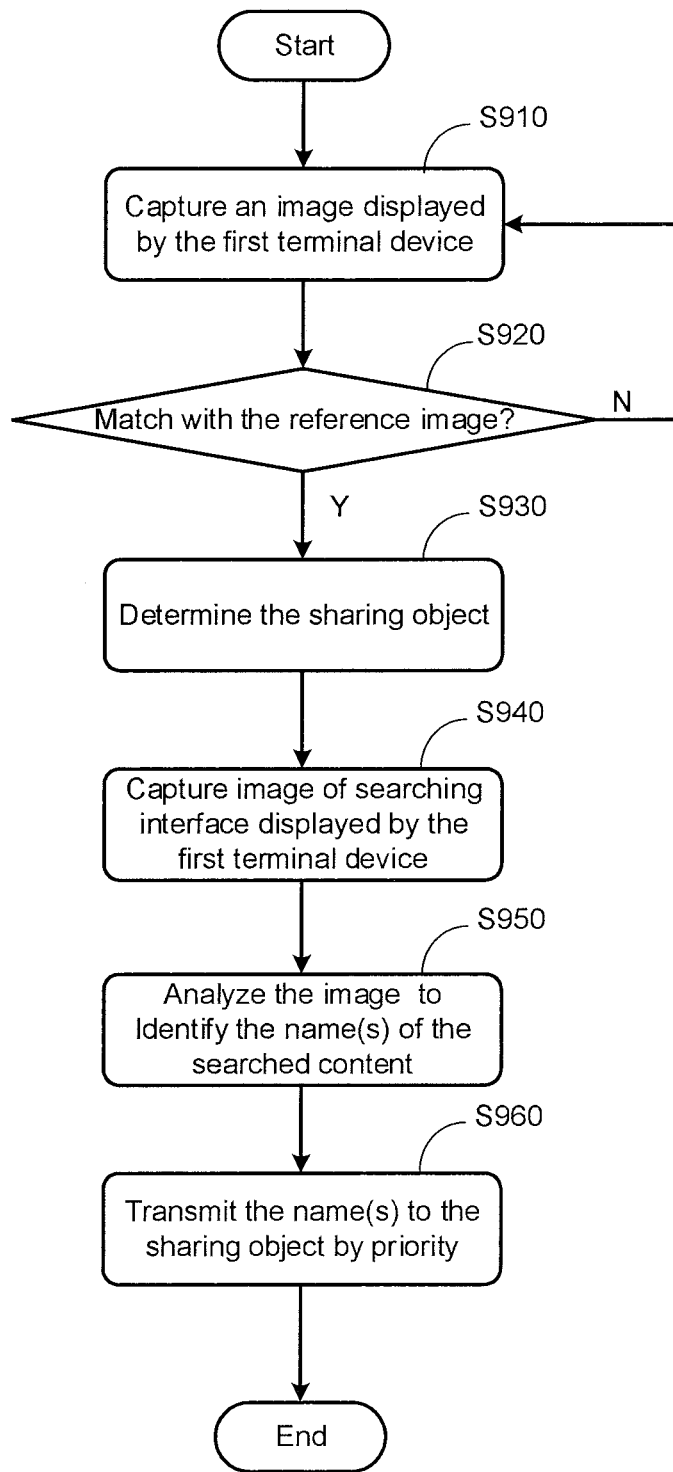 Start
S910
Capture an image displayed
by the first terminal device
S920
Match with the reference image?
N
Y
S930
Determine the sharing object
S940
Capture image of searching
interface displayed by the
first terminal device
S950
Analyze the image to
Identify the name(s) of the
searched content
S960
Transmit the name(s) to the
sharing object by priority
End